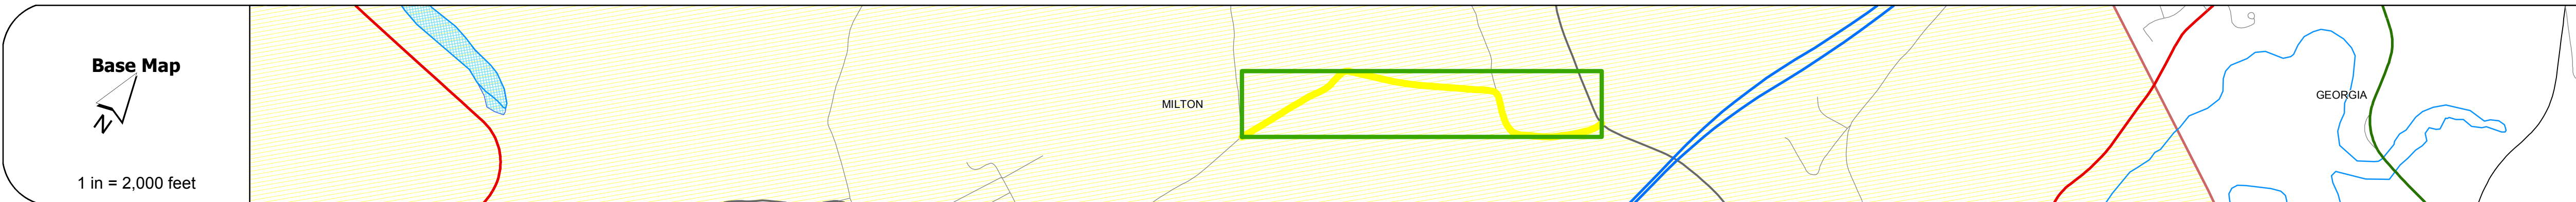 Base Map
N
1 in = 2,000 feet
MILTON
GEORGIA